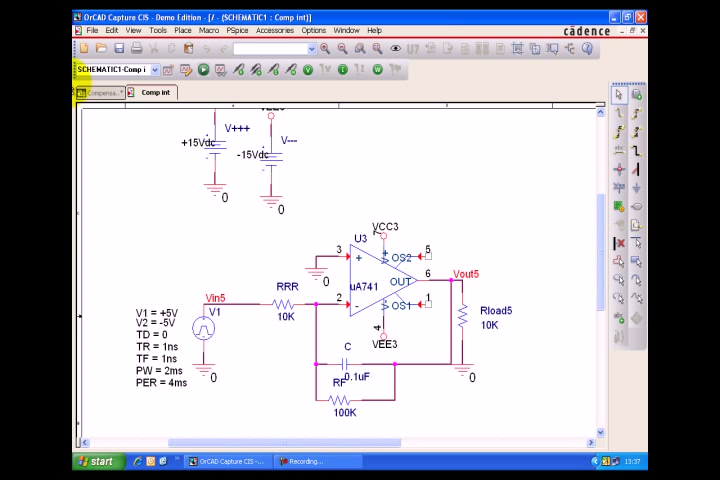 OrCAD Capture CIS - Demo Edition - [/ - (SCHEMATIC1 : Comp int)]
File Edit View Tools Place Macro PSpice Accessories Options Window Help
cādence
SCHEMATIC1-Comp i
Compensa..*
Comp int
V+++
+15Vdc
0
V---
-15Vdc
0
VCC3
7
U3
3
+
OS2
5
0
6
Vout5
uA741
OUT
RRR
Vin5
2
-
OS1
1
10K
V1
4
VEE3
Rload5
10K
V1 = +5V
V2 = -5V
TD = 0
TR = 1ns
TF = 1ns
PW = 2ms
PER = 4ms
0
C
0.1uF
RF
100K
0
start
OrCAD Capture CIS -...
Recording...
13:37